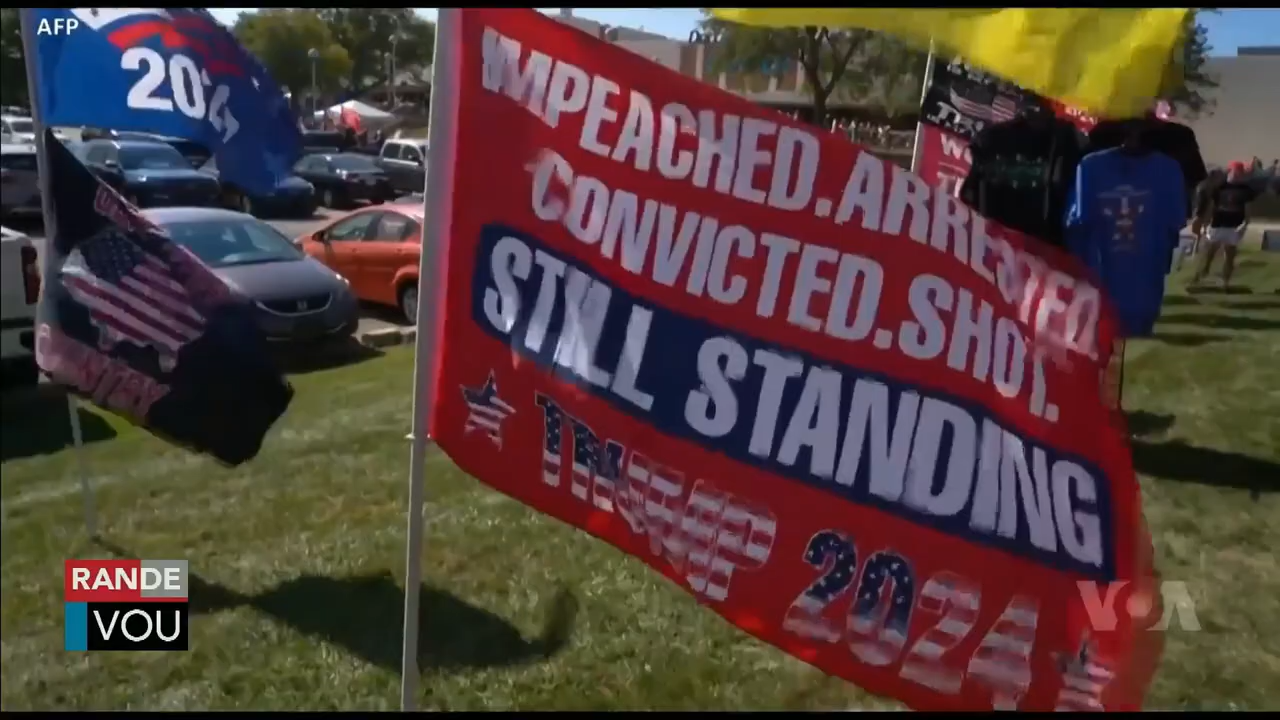 AFP
2024
IMPEACHED.ARRESTED.
CONVICTED.SHOT.
STILL STANDING
TRUMP 2024
RANDE
VOU
VOA